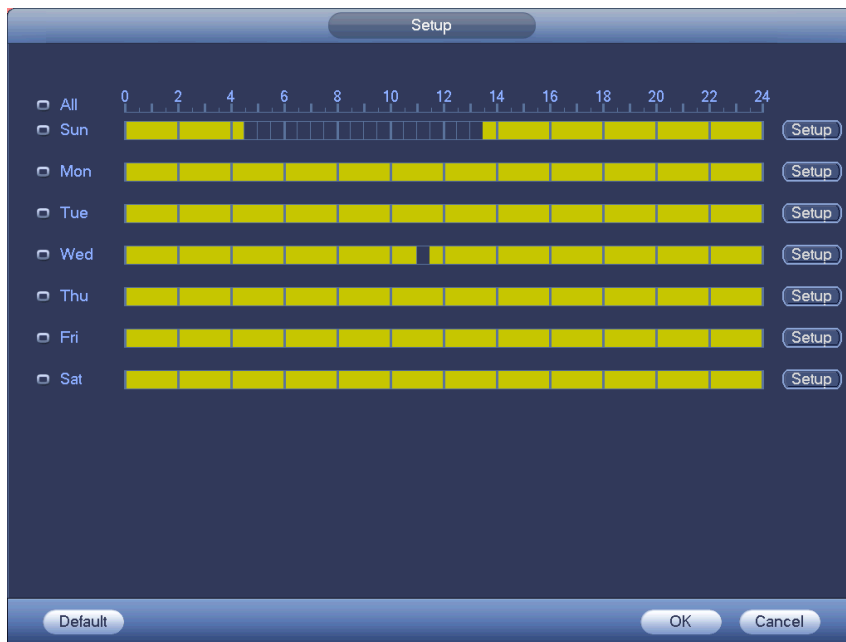 Setup
0 2 4 6 8 10 12 14 16 18 20 22 24
All
Sun Setup
Mon Setup
Tue Setup
Wed Setup
Thu Setup
Fri Setup
Sat Setup
Default OK Cancel